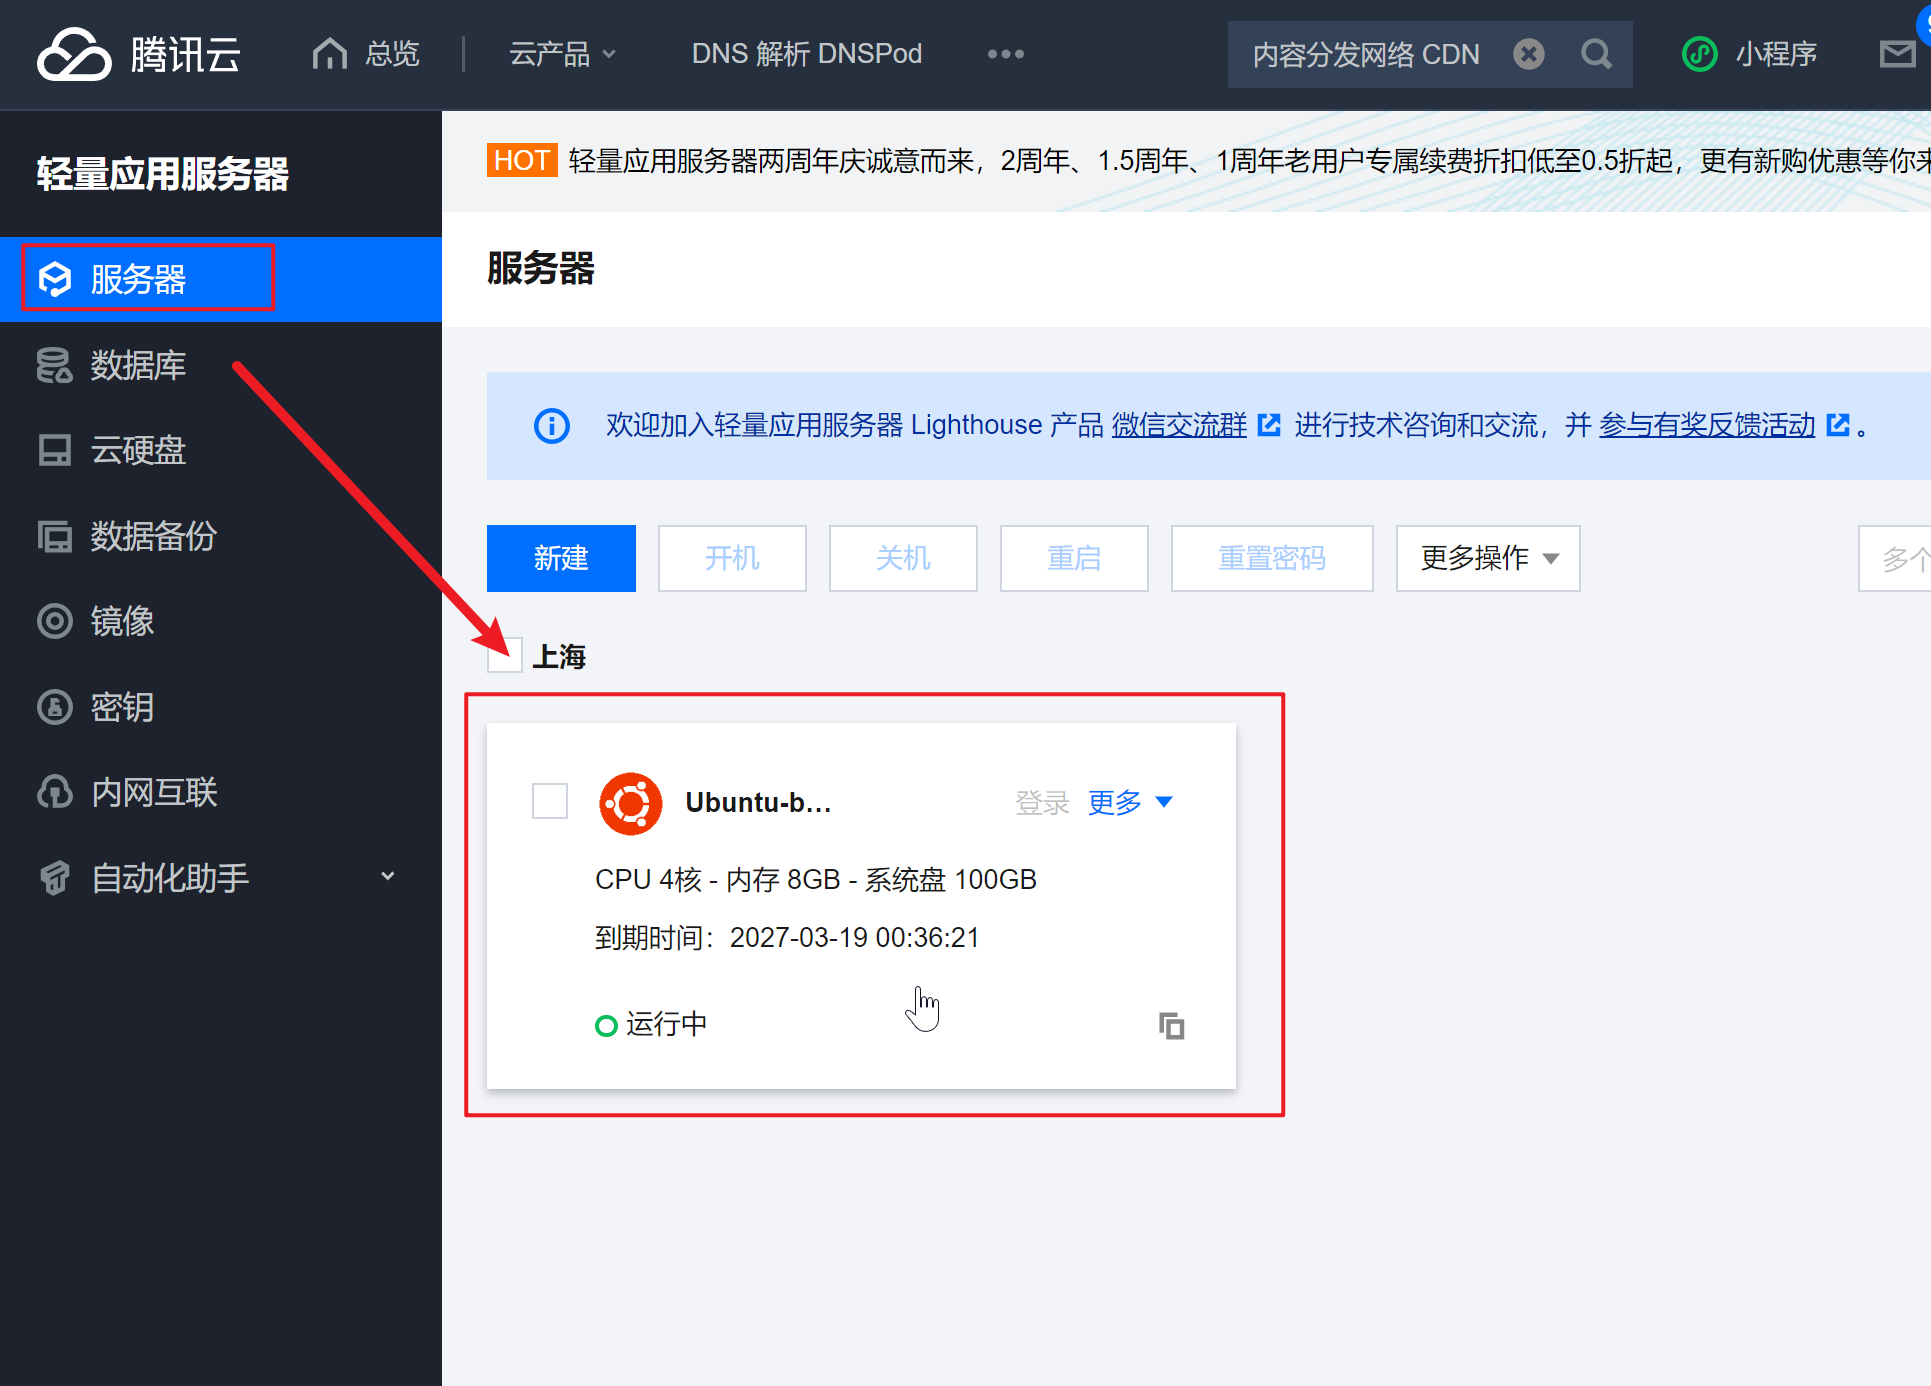 腾讯云 总览 云产品 DNS 解析 DNSPod 内容分发网络 CDN 小程序
轻量应用服务器
HOT 轻量应用服务器两周年庆诚意而来，2周年、1.5周年、1周年老用户专属续费折扣低至0.5折起，更有新购优惠等你
服务器
服务器
数据库
云硬盘
数据备份
镜像
密钥
内网互联
自动化助手
欢迎加入轻量应用服务器 Lighthouse 产品 微信交流群 进行技术咨询和交流，并 参与有奖反馈活动 。
新建 开机 关机 重启 重置密码 更多操作 多个
上海
Ubuntu-b... 登录 更多
CPU 4核 - 内存 8GB - 系统盘 100GB
到期时间：2027-03-19 00:36:21
运行中